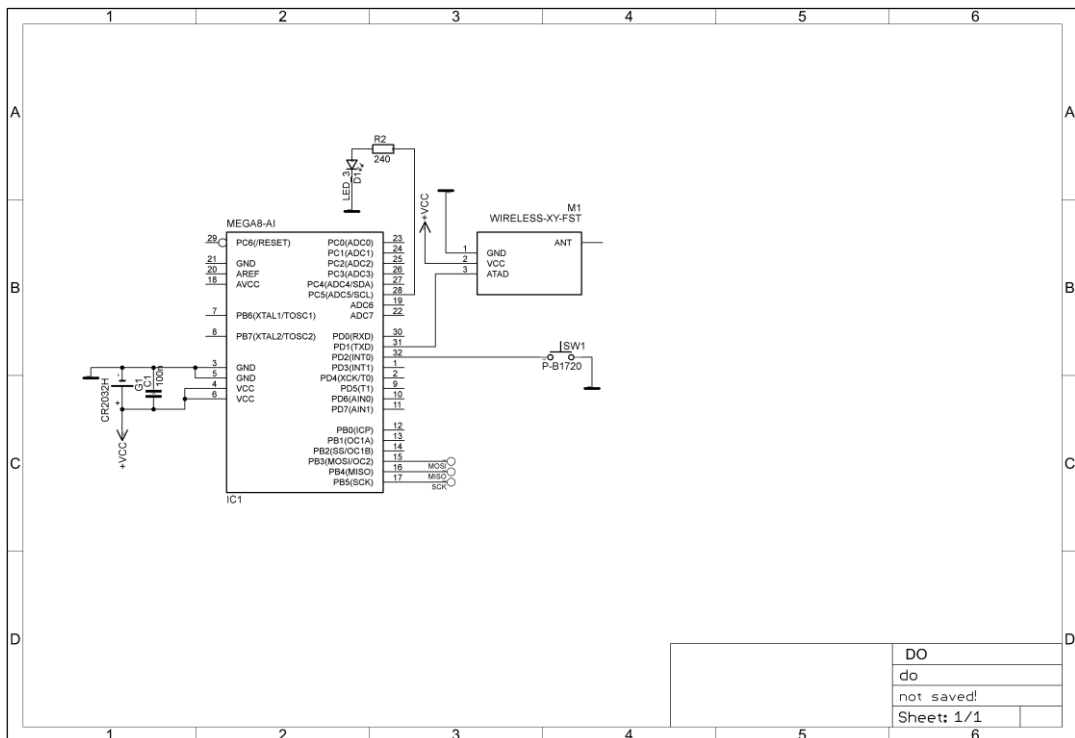 1 2 3 4 5 6
A A
R2
240
LED_3
D1
+VCC
M1
WIRELESS-XY-FST
MEGA8-AI
ANT
1 GND
2 VCC
3 ATAD
B B
29 PC6(/RESET)
21 GND
20 AREF
18 AVCC
7 PB6(XTAL1/TOSC1)
8 PB7(XTAL2/TOSC2)
3 GND
5 GND
4 VCC
6 VCC
PC0(ADC0) 23
PC1(ADC1) 24
PC2(ADC2) 25
PC3(ADC3) 26
PC4(ADC4/SDA) 27
PC5(ADC5/SCL) 28
ADC6 19
ADC7 22
PD0(RXD) 30
PD1(TXD) 31
PD2(INT0) 32
PD3(INT1) 1
PD4(XCK/T0) 2
PD5(T1) 9
PD6(AIN0) 10
PD7(AIN1) 11
PB0(ICP) 12
PB1(OC1A) 13
PB2(SS/OC1B) 14
PB3(MOSI/OC2) 15
PB4(MISO) 16
PB5(SCK) 17
MOSI
MISO
SCK
IC1
SW1
P-B1720
CR2032H
- +
G1
C1
100n
+VCC
C C
D D
DO
do
not saved!
Sheet: 1/1
1 2 3 4 5 6